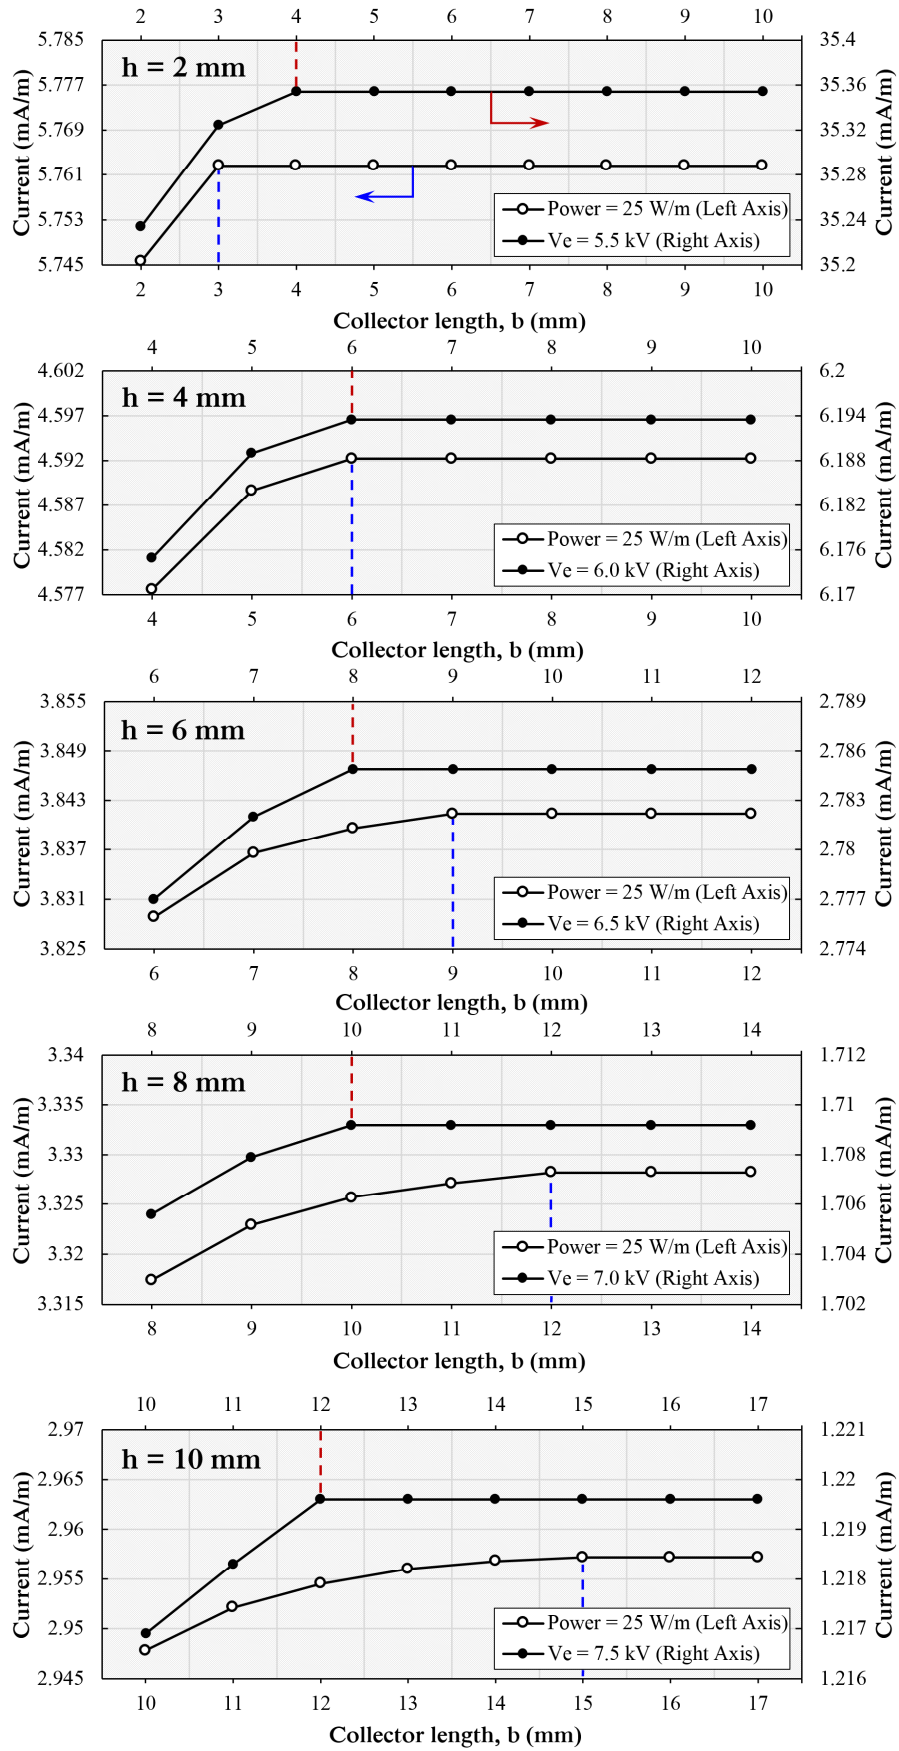 2 3 4 5 6 7 8 9 10
5.785 35.4
h = 2 mm
5.777 35.36
5.769 35.32
5.761 35.28
5.753 35.24
5.745 35.2
Current (mA/m)
Current (mA/m)
Power = 25 W/m (Left Axis)
Ve = 5.5 kV (Right Axis)
2 3 4 5 6 7 8 9 10
Collector length, b (mm)
4 5 6 7 8 9 10
4.602 6.2
h = 4 mm
4.597 6.194
4.592 6.188
4.587 6.182
4.582 6.176
4.577 6.17
Current (mA/m)
Current (mA/m)
Power = 25 W/m (Left Axis)
Ve = 6.0 kV (Right Axis)
4 5 6 7 8 9 10
Collector length, b (mm)
6 7 8 9 10 11 12
3.855 2.789
h = 6 mm
3.849 2.786
3.843 2.783
3.837 2.78
3.831 2.777
3.825 2.774
Current (mA/m)
Current (mA/m)
Power = 25 W/m (Left Axis)
Ve = 6.5 kV (Right Axis)
6 7 8 9 10 11 12
Collector length, b (mm)
8 9 10 11 12 13 14
3.34 1.712
h = 8 mm
3.335 1.71
3.33 1.708
3.325 1.706
3.32 1.704
3.315 1.702
Current (mA/m)
Current (mA/m)
Power = 25 W/m (Left Axis)
Ve = 7.0 kV (Right Axis)
8 9 10 11 12 13 14
Collector length, b (mm)
10 11 12 13 14 15 16 17
2.97 1.221
h = 10 mm
2.965 1.22
2.96 1.219
2.955 1.218
2.95 1.217
2.945 1.216
Current (mA/m)
Current (mA/m)
Power = 25 W/m (Left Axis)
Ve = 7.5 kV (Right Axis)
10 11 12 13 14 15 16 17
Collector length, b (mm)